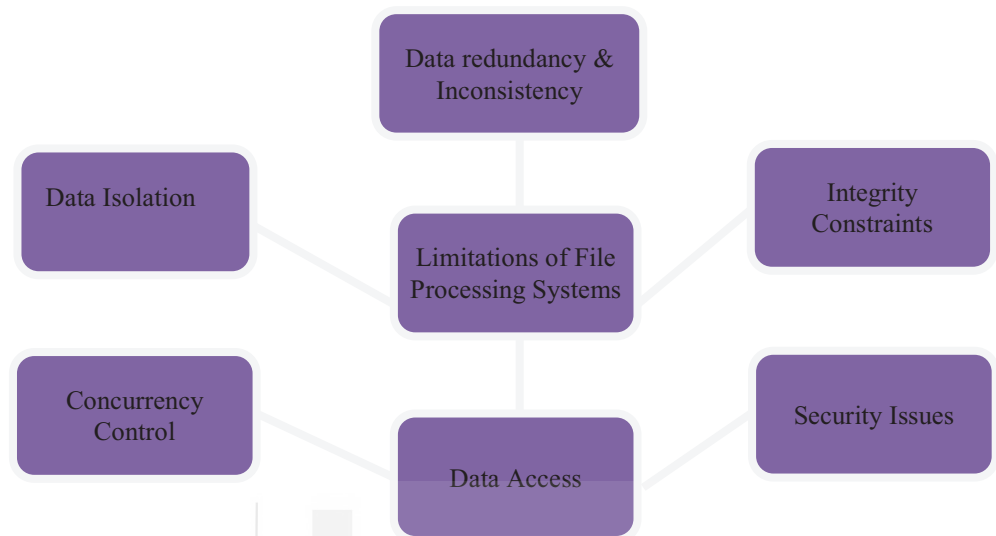 Data redundancy &
Inconsistency
Data Isolation
Integrity
Constraints
Limitations of File
Processing Systems
Concurrency
Control
Security Issues
Data Access